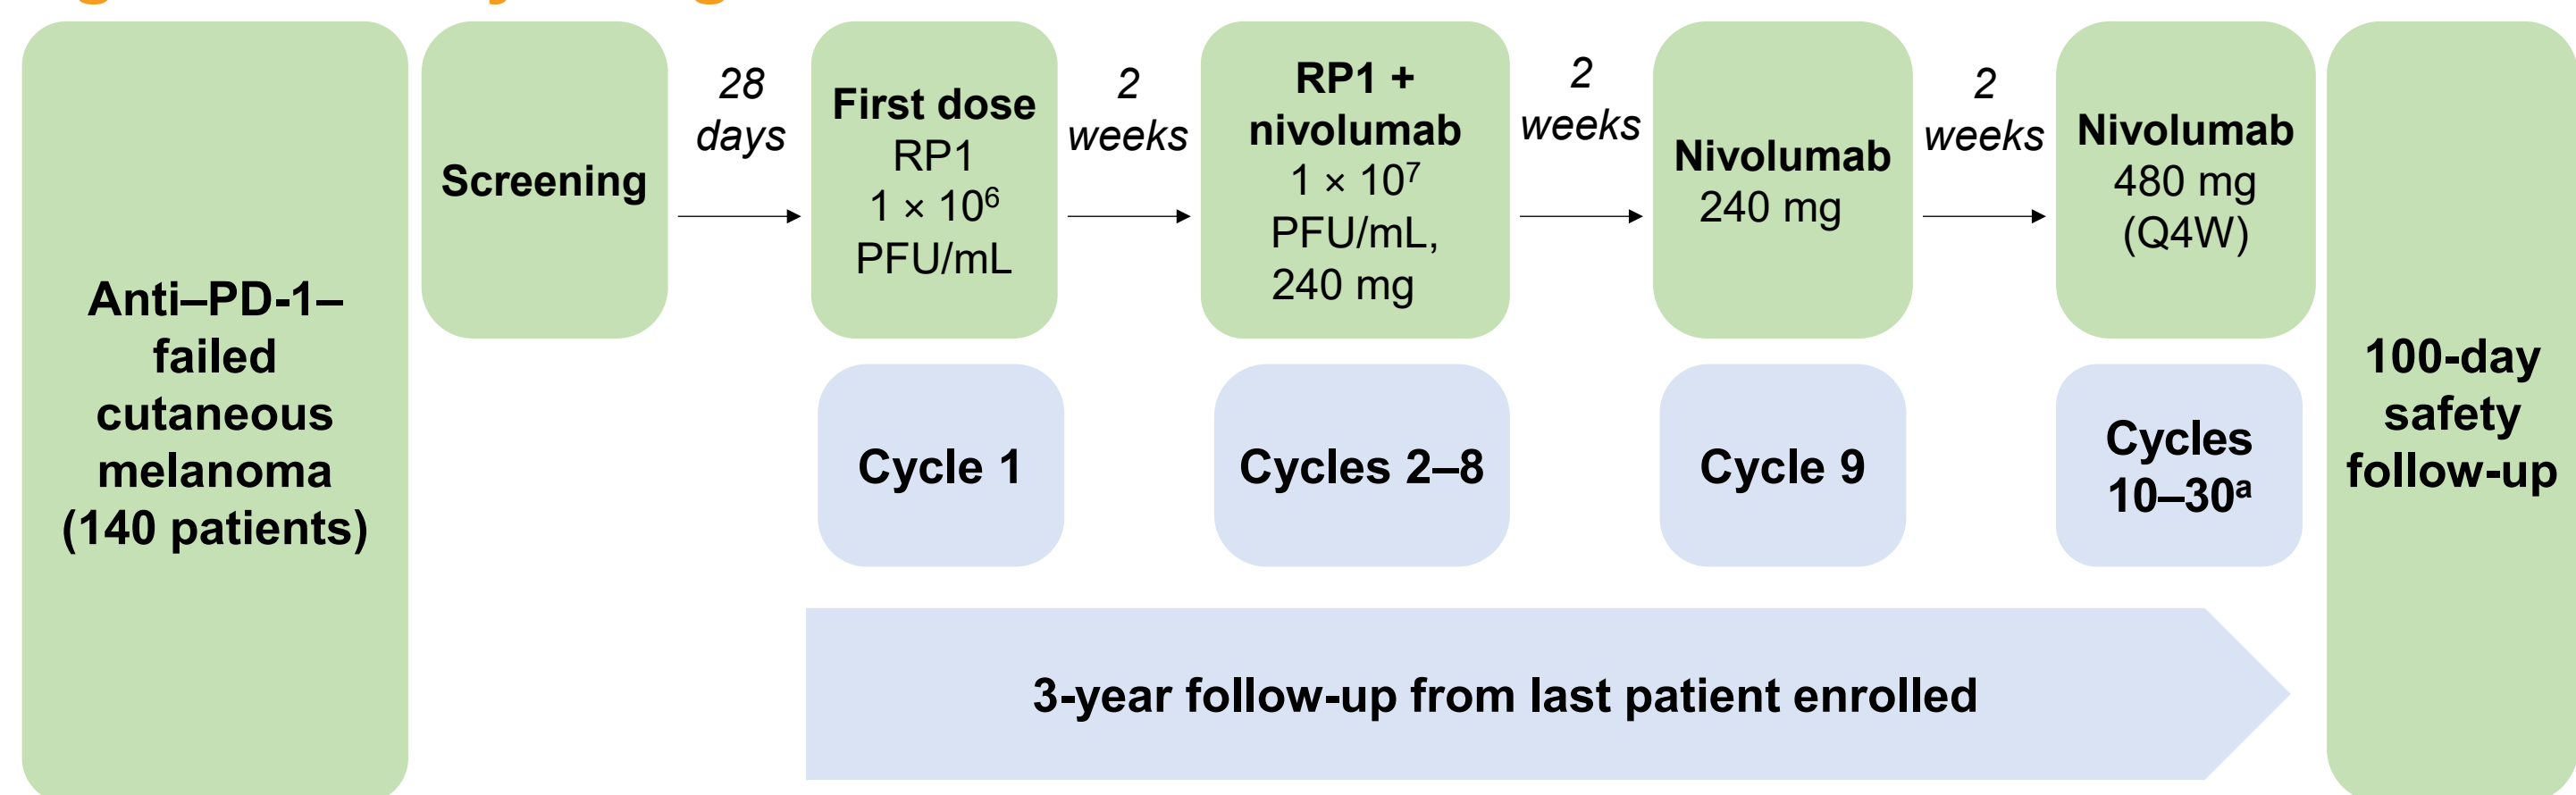 Anti–PD-1–
failed
cutaneous
melanoma
(140 patients)
Screening
28
days
First dose
RP1
1 × 10⁶
PFU/mL
2
weeks
RP1 +
nivolumab
1 × 10⁷
PFU/mL,
240 mg
2
weeks
Nivolumab
240 mg
2
weeks
Nivolumab
480 mg
(Q4W)
Cycle 1
Cycles 2–8
Cycle 9
Cycles
10–30ᵃ
3-year follow-up from last patient enrolled
100-day
safety
follow-up